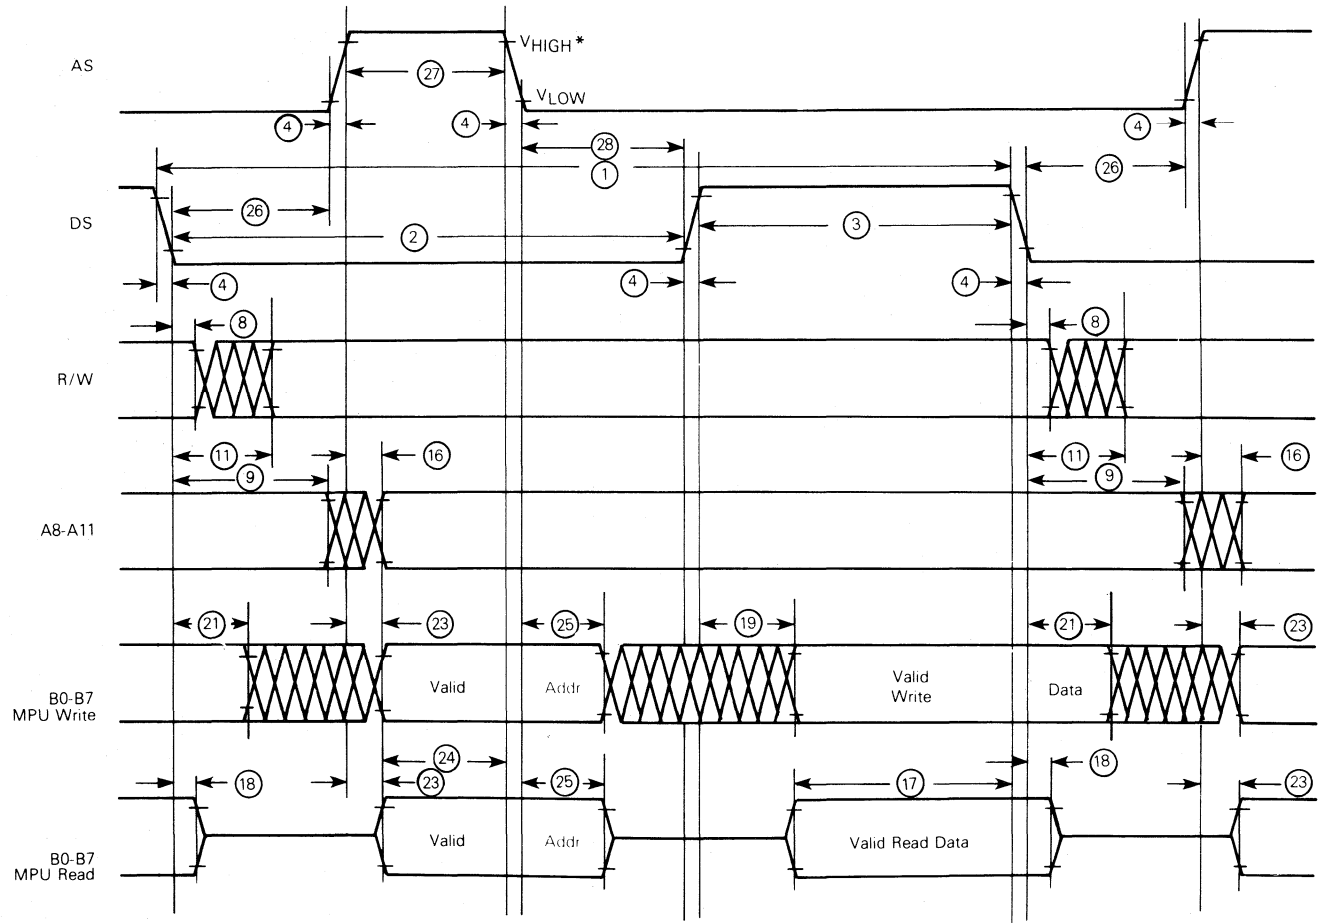 VHIGH*
AS
27
VLOW
4
4
4
28
1
26
26
DS
3
2
4
4
4
8
8
R/W
11
16
11
16
9
9
A8-A11
21
23
25
19
21
23
Valid
Addr
Valid
Write
Data
B0-B7
MPU Write
24
18
23
25
17
18
23
Valid
Addr
Valid Read Data
B0-B7
MPU Read